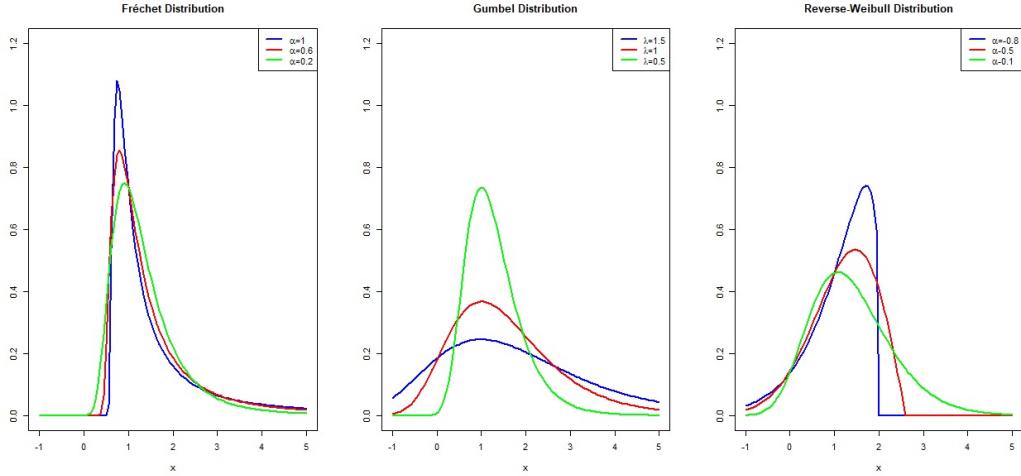 Fréchet Distribution
1.2
1.0
0.8
0.6
0.4
0.2
0.0
-1 0 1 2 3 4 5
x
α=1
α=0.6
α=0.2
Gumbel Distribution
1.2
1.0
0.8
0.6
0.4
0.2
0.0
-1 0 1 2 3 4 5
x
λ=1.5
λ=1
λ=0.5
Reverse-Weibull Distribution
1.2
1.0
0.8
0.6
0.4
0.2
0.0
-1 0 1 2 3 4 5
x
α=-0.8
α-0.5
α-0.1